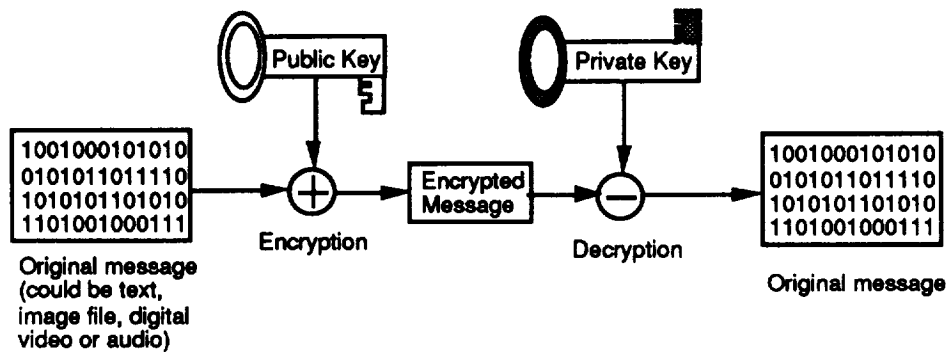 Public Key
Private Key
1001000101010
0101011011110
1010101101010
1101001000111
+
Encrypted
Message
−
1001000101010
0101011011110
1010101101010
1101001000111
Encryption
Decryption
Original message
(could be text,
image file, digital
video or audio)
Original message